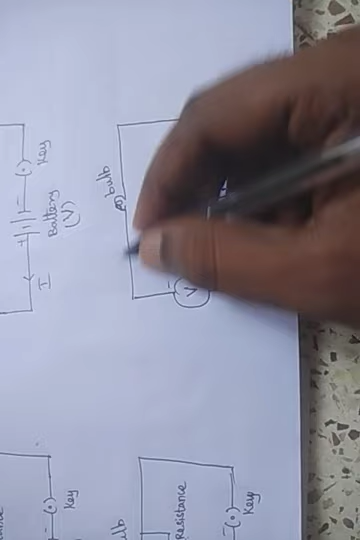 Key
Battery
(V)
+
-
I
bulb
V
-
Key
Resistance
Key